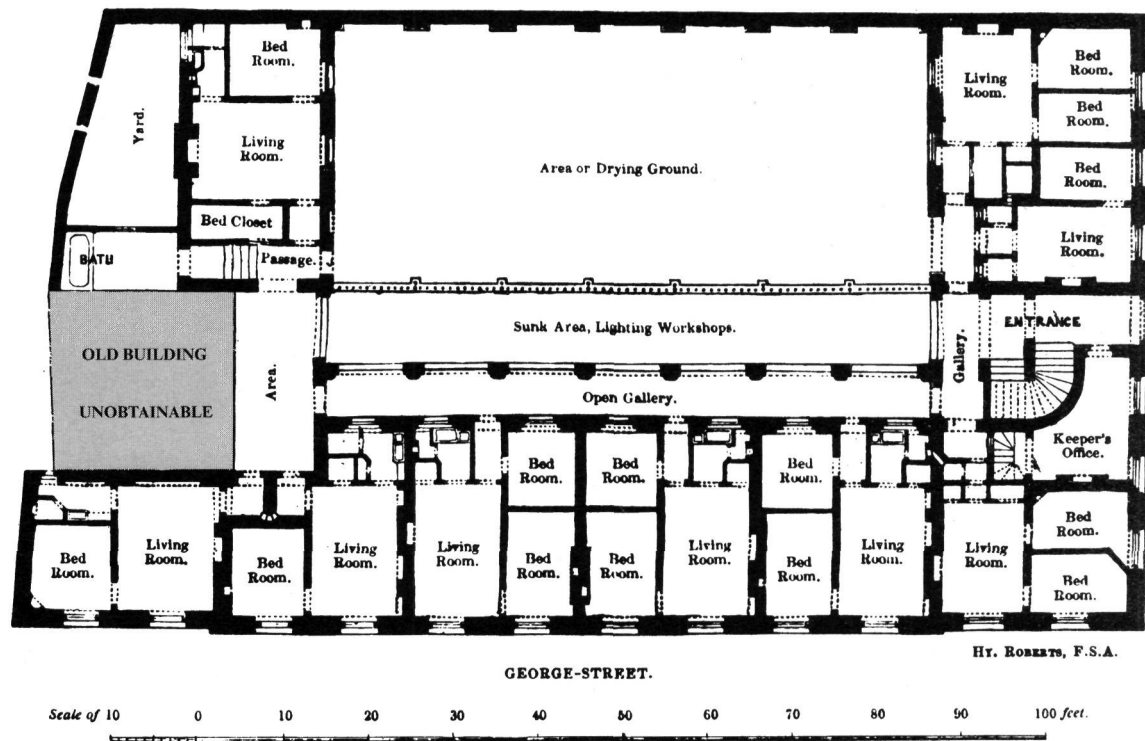 Bed
Room.
Living
Room.
Yard.
Bed Closet
Passage.
BATH
Area or Drying Ground.
Living
Room.
Bed
Room.
Bed
Room.
Bed
Room.
Living
Room.
OLD BUILDING
UNOBTAINABLE
Area.
Sunk Area, Lighting Workshops.
Open Gallery.
Gallery.
ENTRANCE
Keeper's
Office.
Bed
Room.
Living
Room.
Bed
Room.
Living
Room.
Living
Room.
Bed
Room.
Bed
Room.
Bed
Room.
Bed
Room.
Living
Room.
Bed
Room.
Bed
Room.
Living
Room.
Living
Room.
Bed
Room.
Bed
Room.
HY. ROBERTS, F.S.A.
GEORGE-STREET.
Scale of 10 0 10 20 30 40 50 60 70 80 90 100 feet.